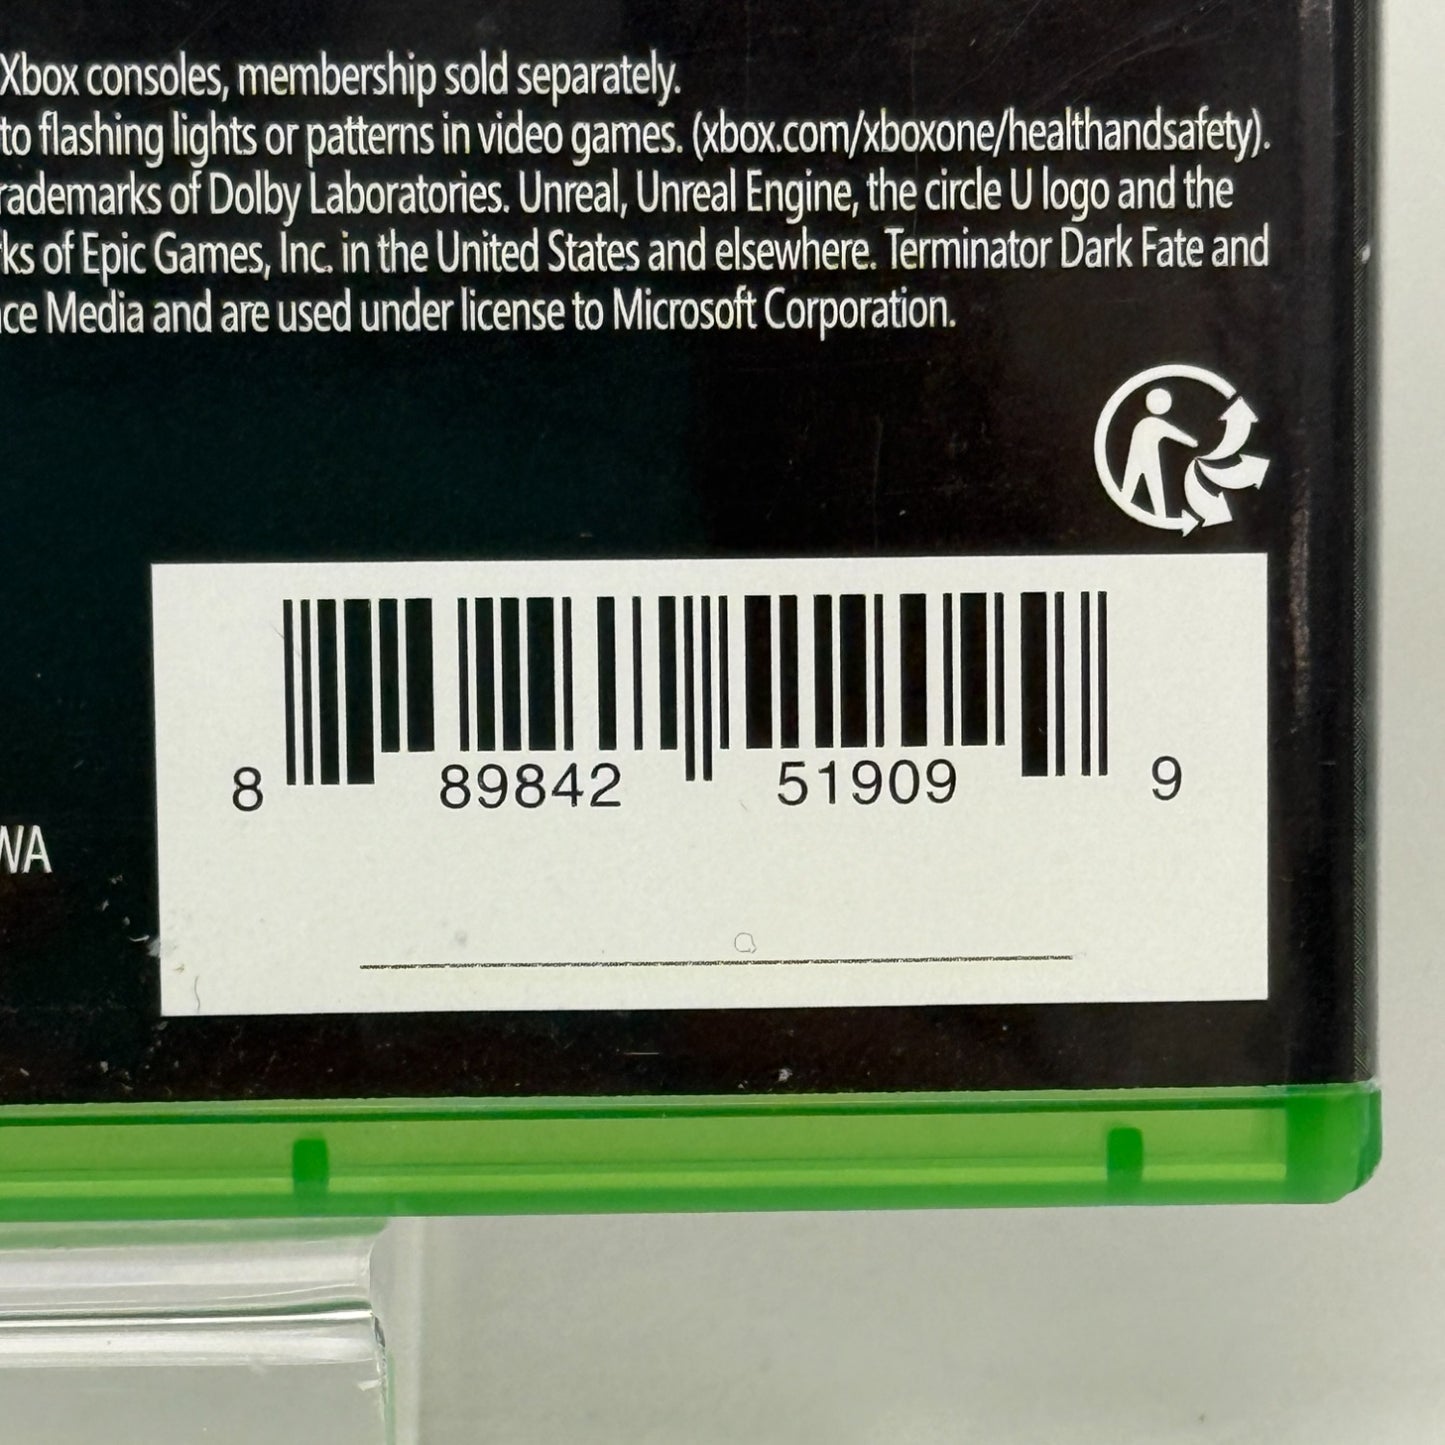 Xbox consoles, membership sold separately.
to flashing lights or patterns in video games. (xbox.com/xboxone/healthandsafety).
rademarks of Dolby Laboratories. Unreal, Unreal Engine, the circle U logo and the
ks of Epic Games, Inc. in the United States and elsewhere. Terminator Dark Fate and
ce Media and are used under license to Microsoft Corporation.
8 89842 51909 9
WA